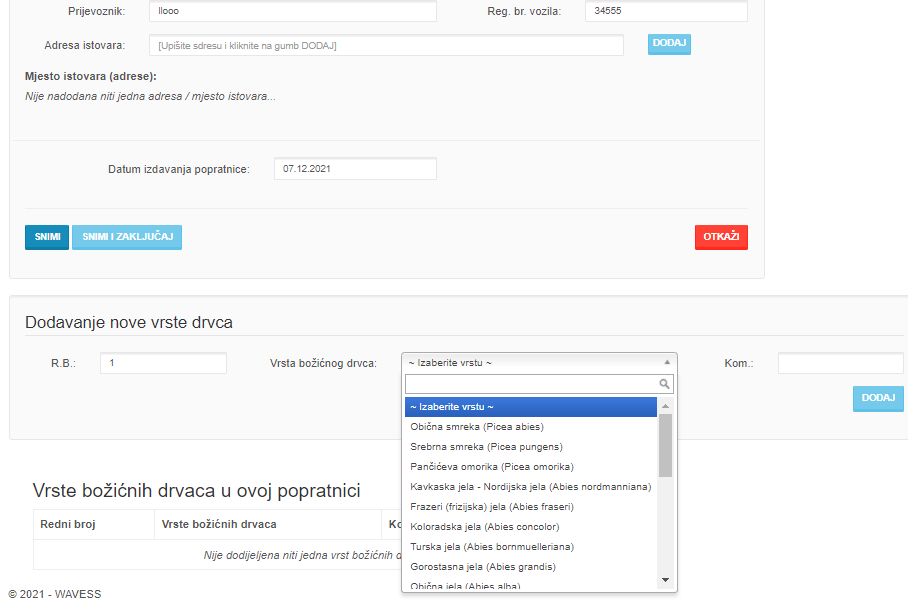 Prijevoznik: llooo Reg. br. vozila: 34555
Adresa istovara: [Upišite sdresu i kliknite na gumb DODAJ] DODAJ
Mjesto istovara (adrese):
Nije nadodana niti jedna adresa / mjesto istovara...
Datum izdavanja popratnice: 07.12.2021
SNIMI SNIMI I ZAKLJUČAJ OTKAŽI
Dodavanje nove vrste drvca
R.B.: 1 Vrsta božićnog drvca: ~ Izaberite vrstu ~ Kom.:
~ Izaberite vrstu ~
DODAJ
Obična smreka (Picea abies)
Srebrna smreka (Picea pungens)
Pančićeva omorika (Picea omorika)
Kavkaska jela - Nordijska jela (Abies nordmanniana)
Frazeri (frizijska) jela (Abies fraseri)
Koloradska jela (Abies concolor)
Turska jela (Abies bornmuelleriana)
Gorostasna jela (Abies grandis)
Obična jela (Abies alba)
Vrste božićnih drvaca u ovoj popratnici
Redni broj Vrste božićnih drvaca
Nije dodijeljena niti jedna vrst božićnih
© 2021 - WAVESS